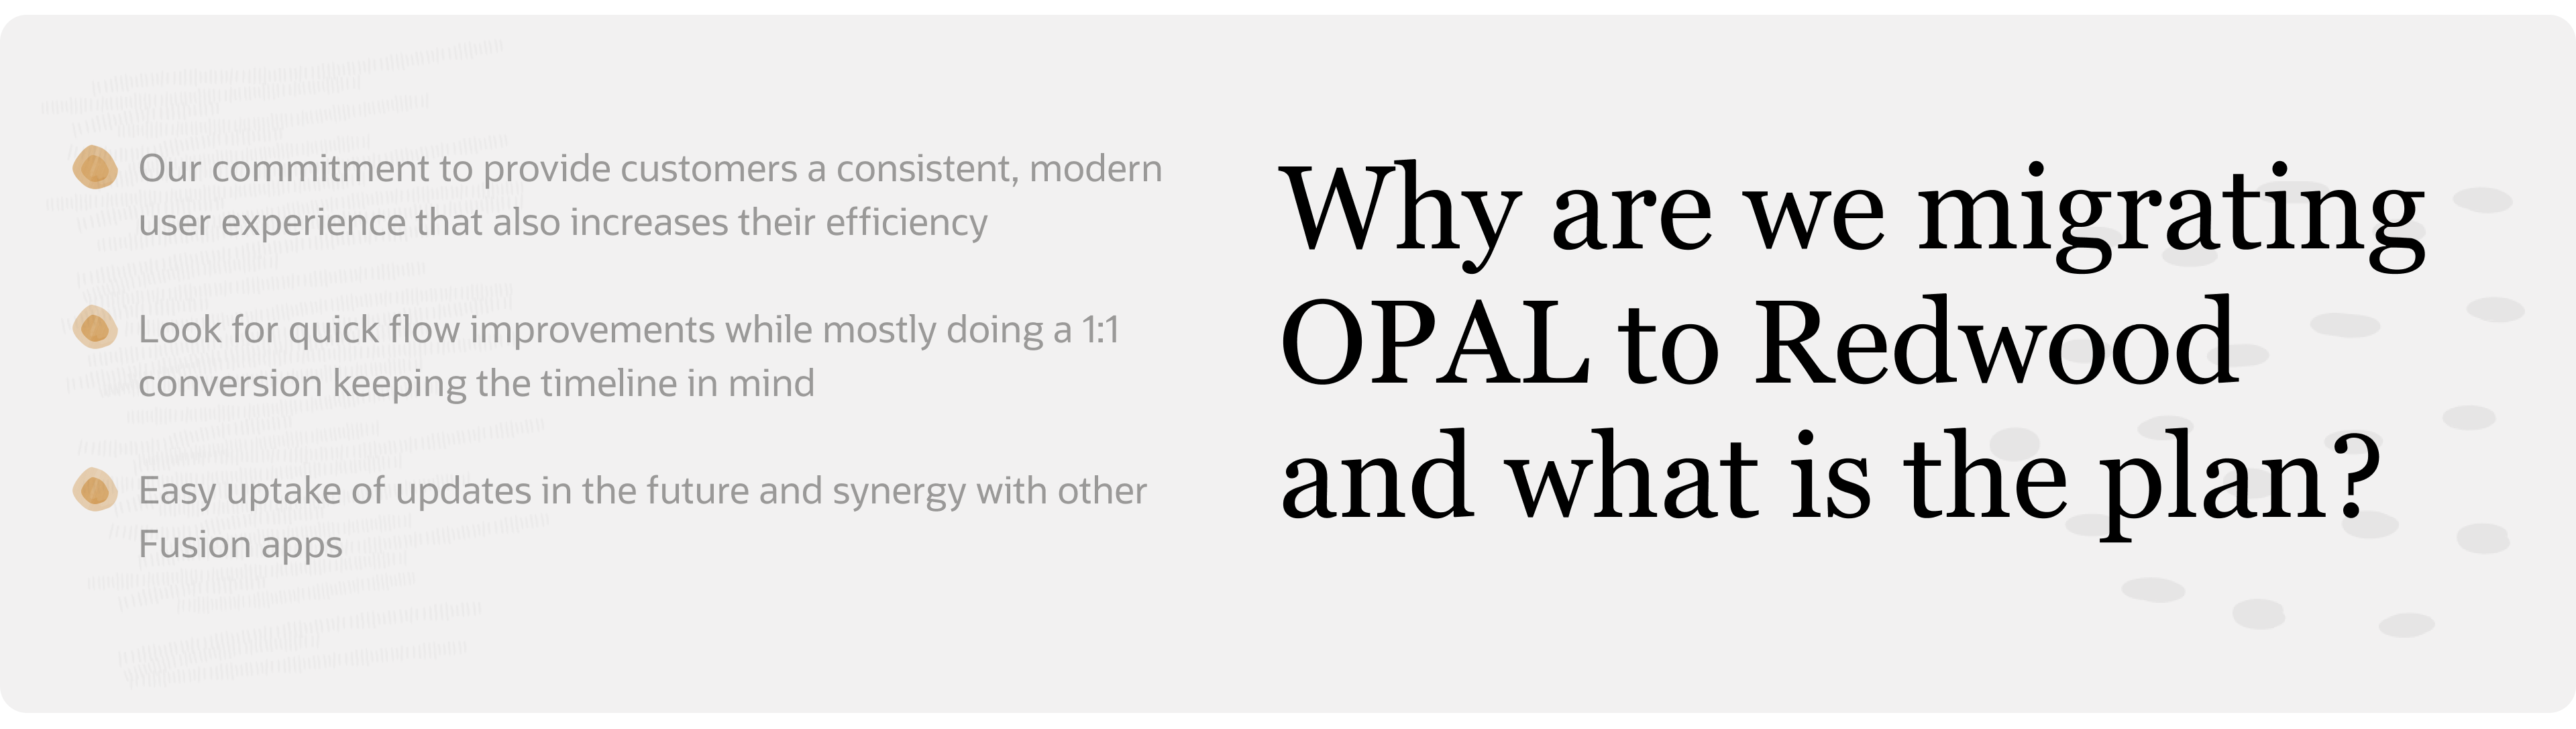 Our commitment to provide customers a consistent, modern
user experience that also increases their efficiency
Look for quick flow improvements while mostly doing a 1:1
conversion keeping the timeline in mind
Easy uptake of updates in the future and synergy with other
Fusion apps
Why are we migrating
OPAL to Redwood
and what is the plan?